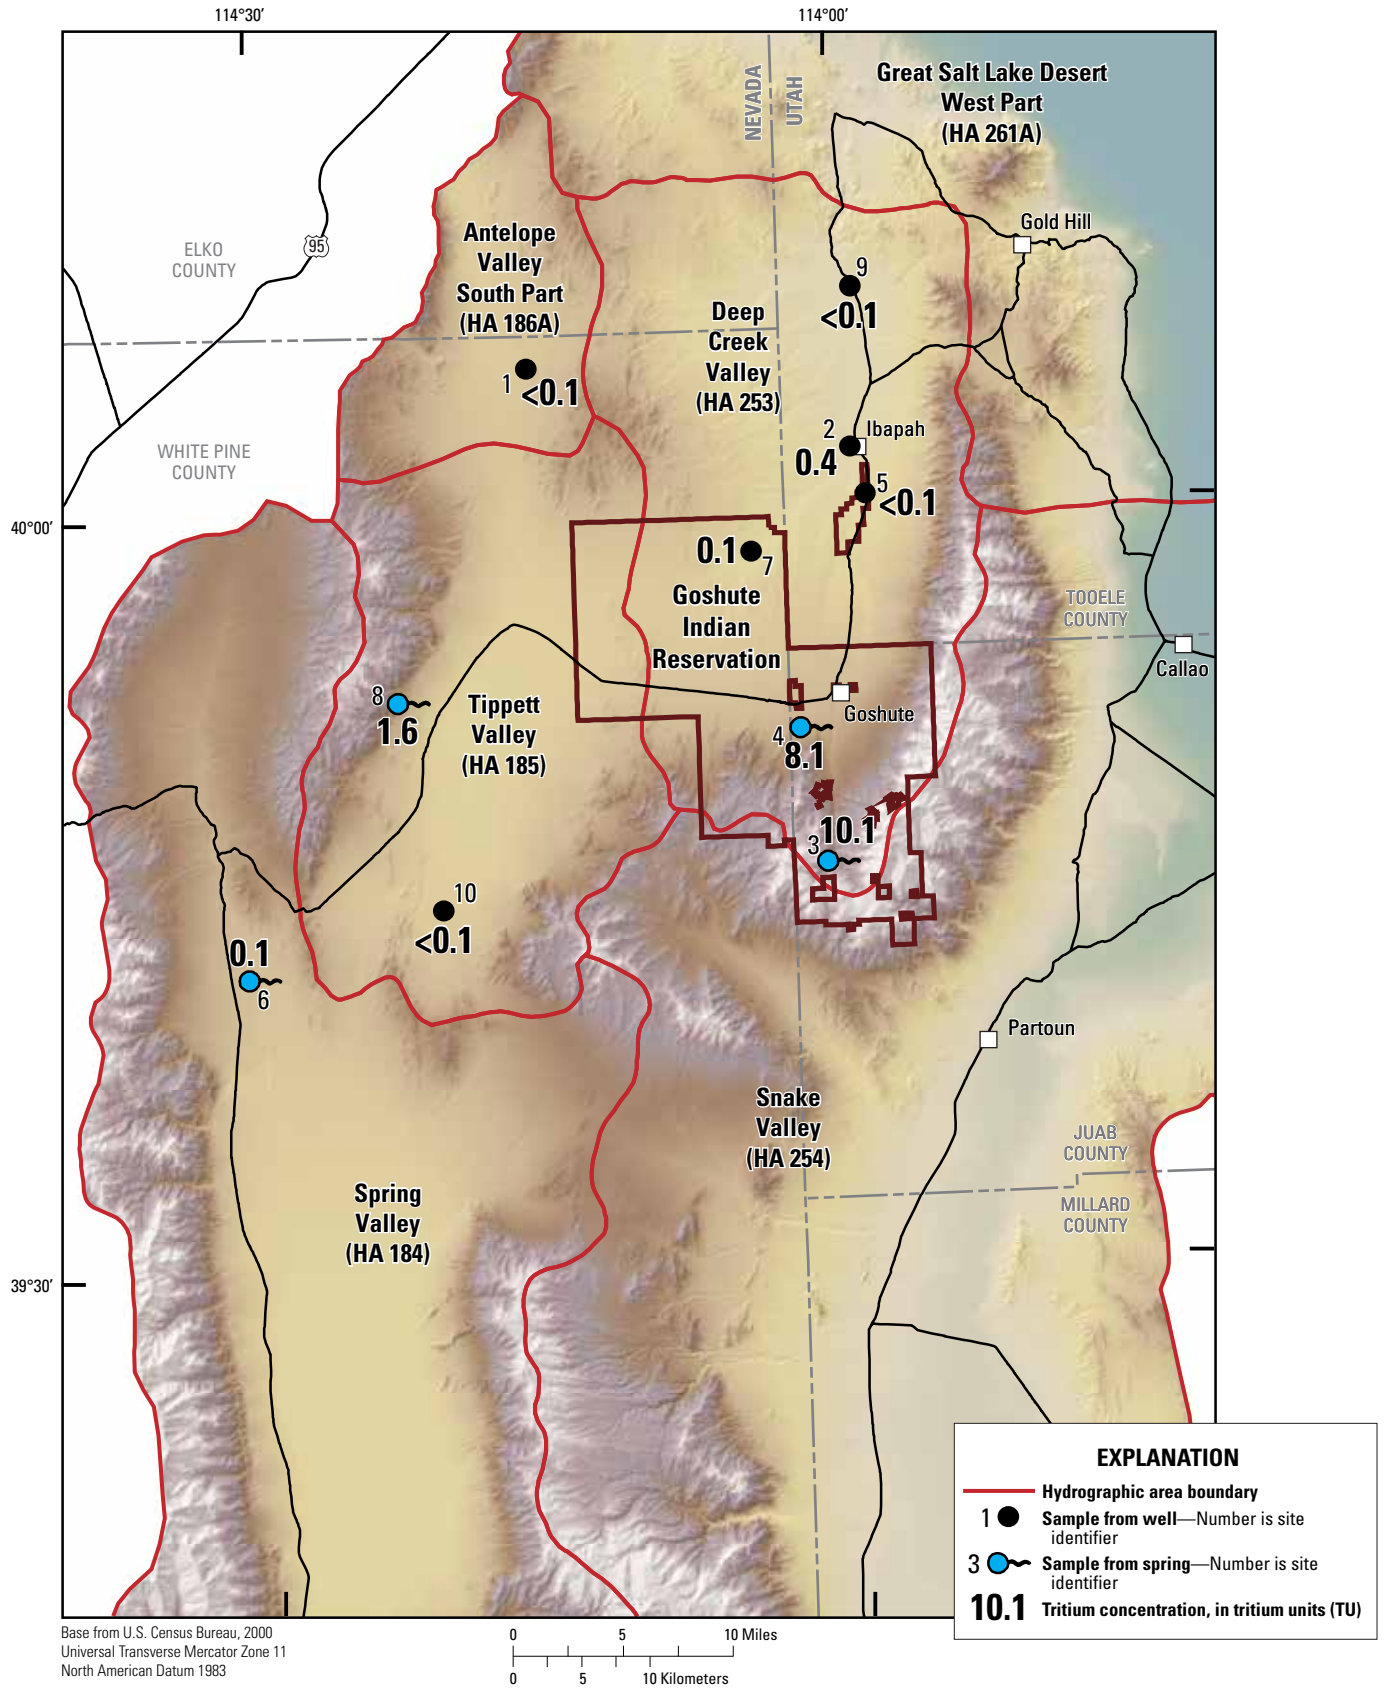 114°30'
114°00'
NEVADA
UTAH
Great Salt Lake Desert
West Part
(HA 261A)
Gold Hill
ELKO
COUNTY
95
Antelope
Valley
South Part
(HA 186A)
9
<0.1
Deep
Creek
Valley
(HA 253)
1
<0.1
2
Ibapah
0.4
WHITE PINE
COUNTY
5
<0.1
40°00'
0.1
7
Goshute
Indian
Reservation
TOOELE
COUNTY
Callao
8
1.6
Tippett
Valley
(HA 185)
Goshute
4
8.1
10.1
3
10
<0.1
0.1
6
Partoun
Snake
Valley
(HA 254)
JUAB
COUNTY
MILLARD
COUNTY
Spring
Valley
(HA 184)
39°30'
EXPLANATION
Hydrographic area boundary
1 Sample from well—Number is site
identifier
3 Sample from spring—Number is site
identifier
10.1 Tritium concentration, in tritium units (TU)
Base from U.S. Census Bureau, 2000
Universal Transverse Mercator Zone 11
North American Datum 1983
0 5 10 Miles
0 5 10 Kilometers